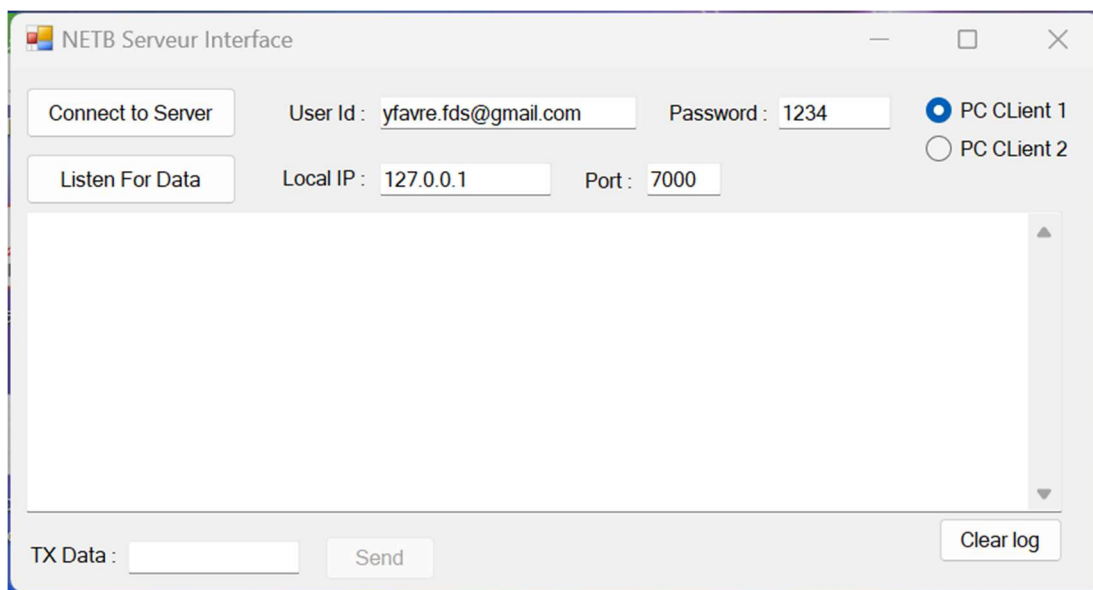 NETB Serveur Interface
Connect to Server User Id : yfavre.fds@gmail.com Password : 1234 PC CLient 1
PC CLient 2
Listen For Data Local IP : 127.0.0.1 Port : 7000
Clear log
TX Data : Send